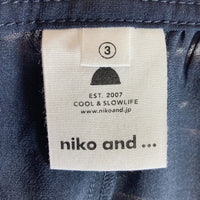 3
EST. 2007
COOL & SLOWLIFE
www.nikoand.jp
niko and ...